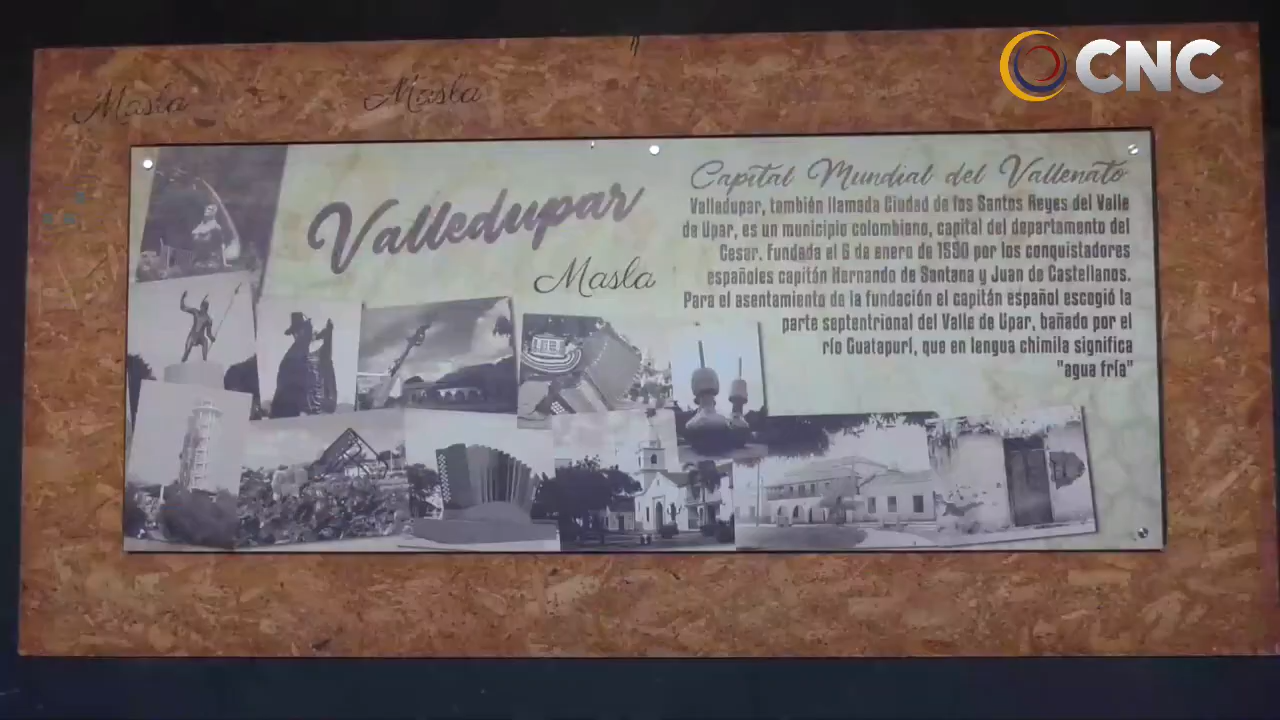 CNC
Masla
Masla
Valledupar
Masla
Capital Mundial del Vallenato
Valledupar, también llamada Ciudad de los Santos Reyes del Valle
de Upar, es un municipio colombiano, capital del departamento del
Cesar. Fundada el 6 de enero de 1550 por los conquistadores
españoles capitán Hernando de Santana y Juan de Castellanos.
Para el asentamiento de la fundación el capitán español escogió la
parte septentrional del Valle de Upar, bañado por el
río Guatapurí, que en lengua chimila significa
"agua fría"